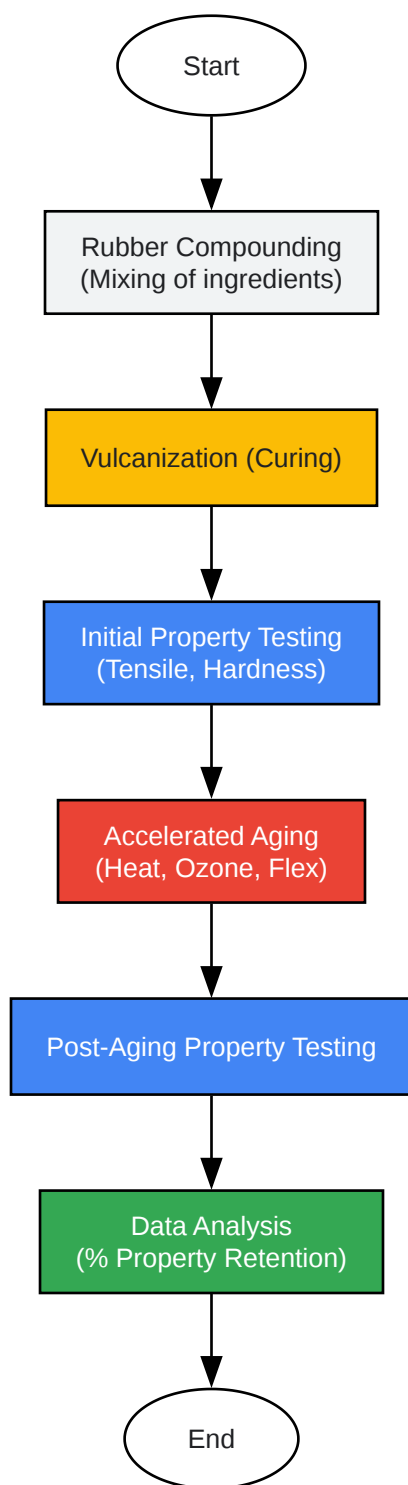 Start
Rubber Compounding
(Mixing of ingredients)
Vulcanization (Curing)
Initial Property Testing
(Tensile, Hardness)
Accelerated Aging
(Heat, Ozone, Flex)
Post-Aging Property Testing
Data Analysis
(% Property Retention)
End